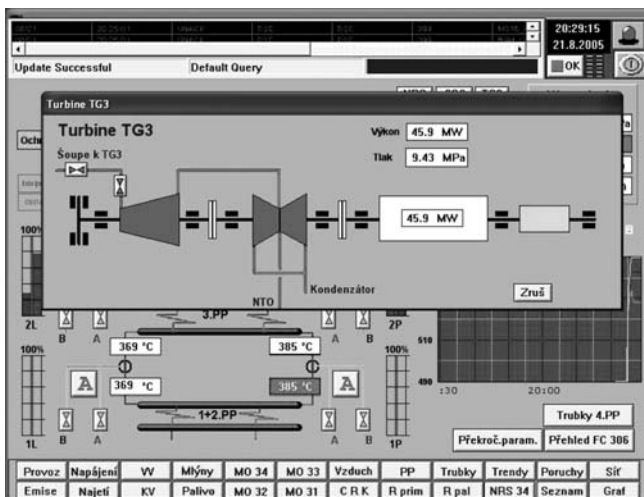 20:29:15
21.8.2005
Update Successful
Default Query
OK
Turbine TG3
Turbine TG3
Výkon 45.9 MW
Tlak 9.43 MPa
Šoupe k TG3
45.9 MW
Kondenzátor
NTO
Zruš
100%
2L
B A
3.PP
A B
2P
510
369 °C
385 °C
100%
100%
A
369 °C
385 °C
A
490
:30
20:00
1+2.PP
1L
B A
A B
1P
Trubky 4.PP
Překroč.param.
Přehled FC 306
Provoz Napájení VV Mlýny MO 34 MO 33 Vzduch PP Trubky Trendy Poruchy Síť
Emise Najetí KV Palivo MO 32 MO 31 C R K R prim R pal NRS 34 Seznam Graf